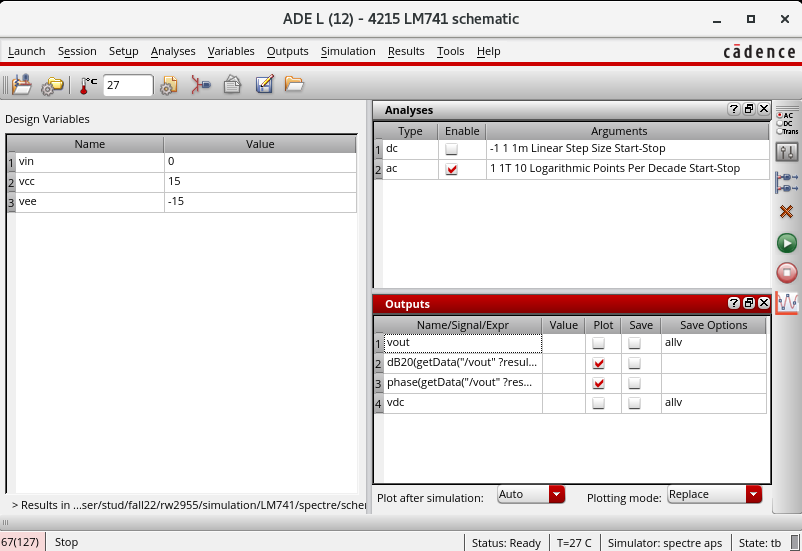 ADE L (12) - 4215 LM741 schematic
Launch Session Setup Analyses Variables Outputs Simulation Results Tools Help
cādence
°C 27
Design Variables
Name Value
1 vin 0
2 vcc 15
3 vee -15
Analyses
Type Enable Arguments
1 dc -1 1 1m Linear Step Size Start-Stop
2 ac 1 1T 10 Logarithmic Points Per Decade Start-Stop
AC
DC
Trans
Outputs
Name/Signal/Expr Value Plot Save Save Options
1 vout allv
2 dB20(getData("/vout" ?resul...
3 phase(getData("/vout" ?res...
4 vdc allv
> Results in ...ser/stud/fall22/rw2955/simulation/LM741/spectre/scher
Plot after simulation: Auto Plotting mode: Replace
67(127) Stop Status: Ready T=27 C Simulator: spectre aps State: tb